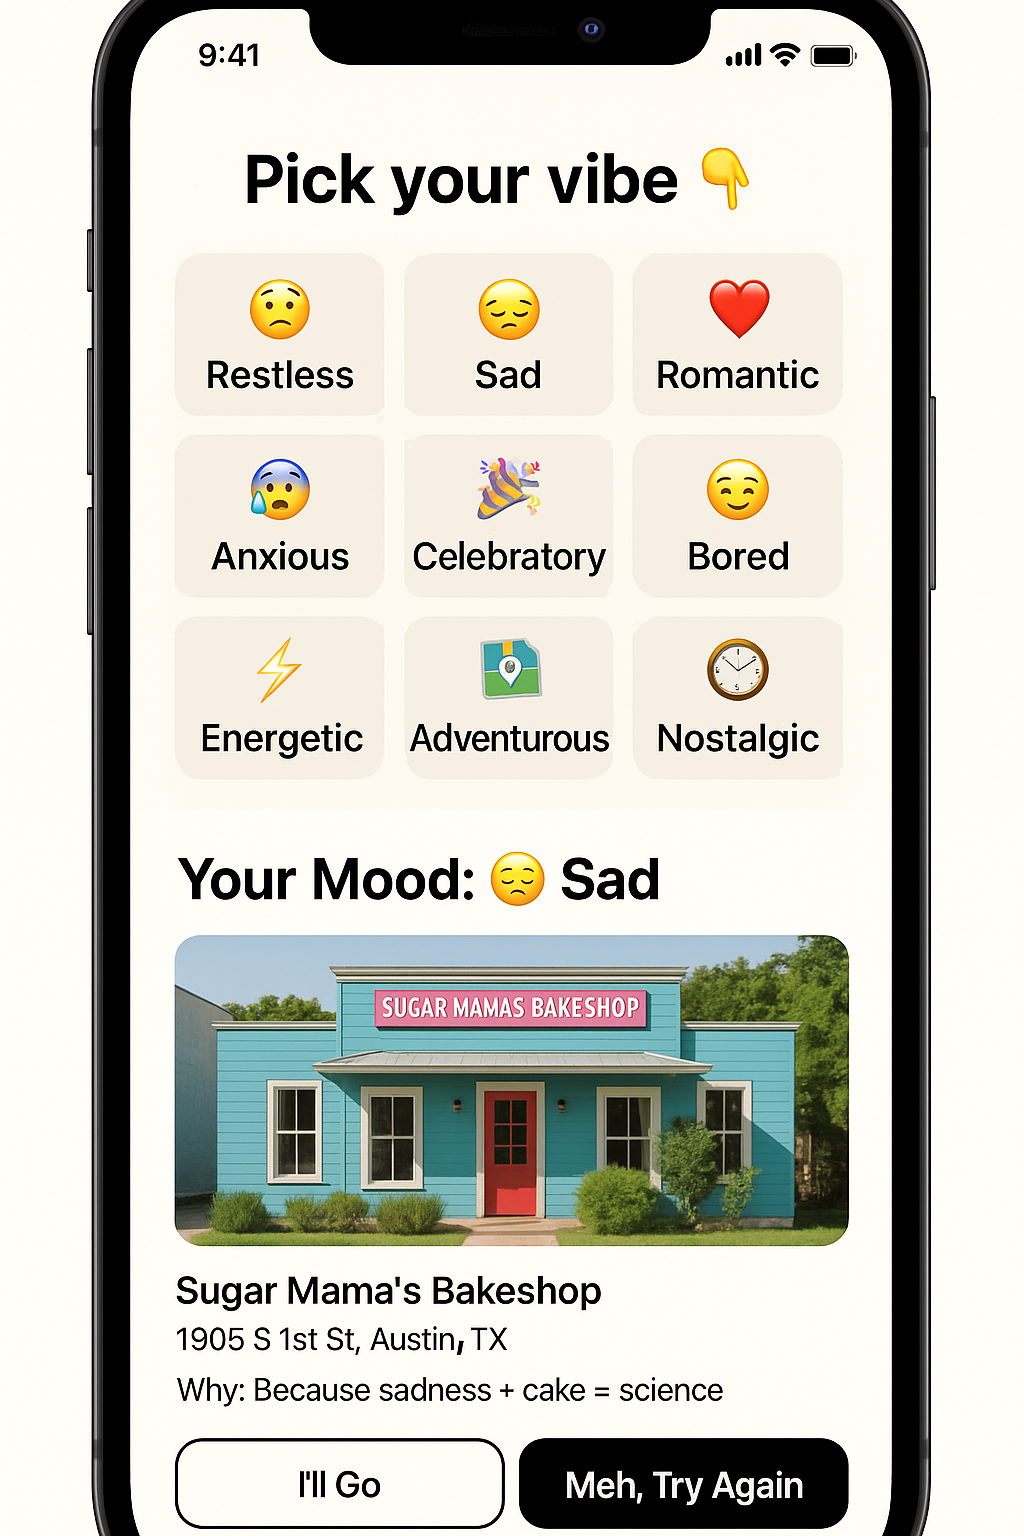 9:41
Pick your vibe 👇
Restless Sad Romantic
Anxious Celebratory Bored
Energetic Adventurous Nostalgic
Your Mood: 😔 Sad
SUGAR MAMAS BAKESHOP
Sugar Mama's Bakeshop
1905 S 1st St, Austin, TX
Why: Because sadness + cake = science
I'll Go Meh, Try Again